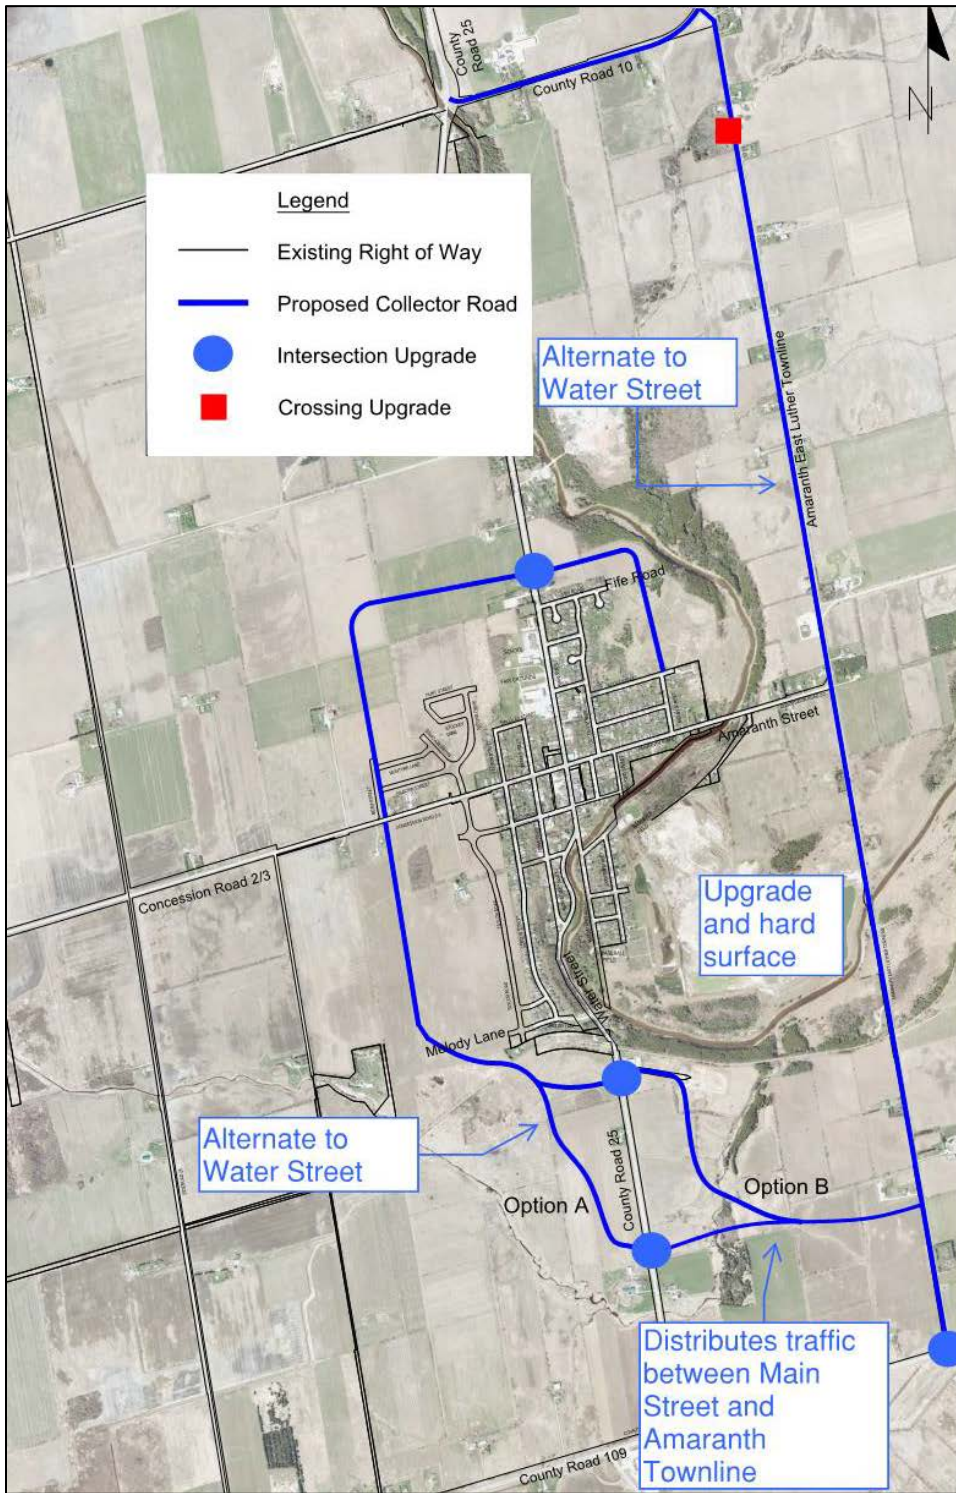 County
Road 25
County Road 10
N
Legend
Existing Right of Way
Proposed Collector Road
Intersection Upgrade
Crossing Upgrade
Alternate to
Water Street
Amaranth East Luther Townline
Fife Road
SCHOOL
Amaranth Street
Concession Road 2/3
Upgrade
and hard
surface
Water Street
Melody Lane
Alternate to
Water Street
County Road 25
Option A
Option B
Distributes traffic
between Main
Street and
Amaranth
Townline
County Road 109